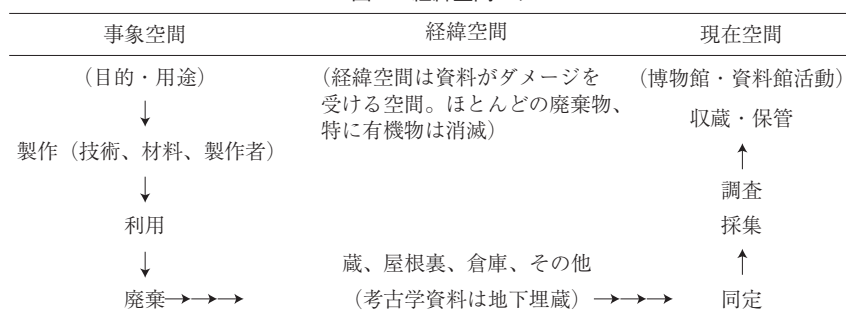 事象空間 経緯空間 現在空間
(目的・用途) (経緯空間は資料がダメージを (博物館・資料館活動)
受ける空間。ほとんどの廃棄物、
収蔵・保管
特に有機物は消滅)
製作(技術、材料、製作者)
調査
利用 採集
蔵、屋根裏、倉庫、その他
廃棄→→→ (考古学資料は地下埋蔵)→→→ 同定